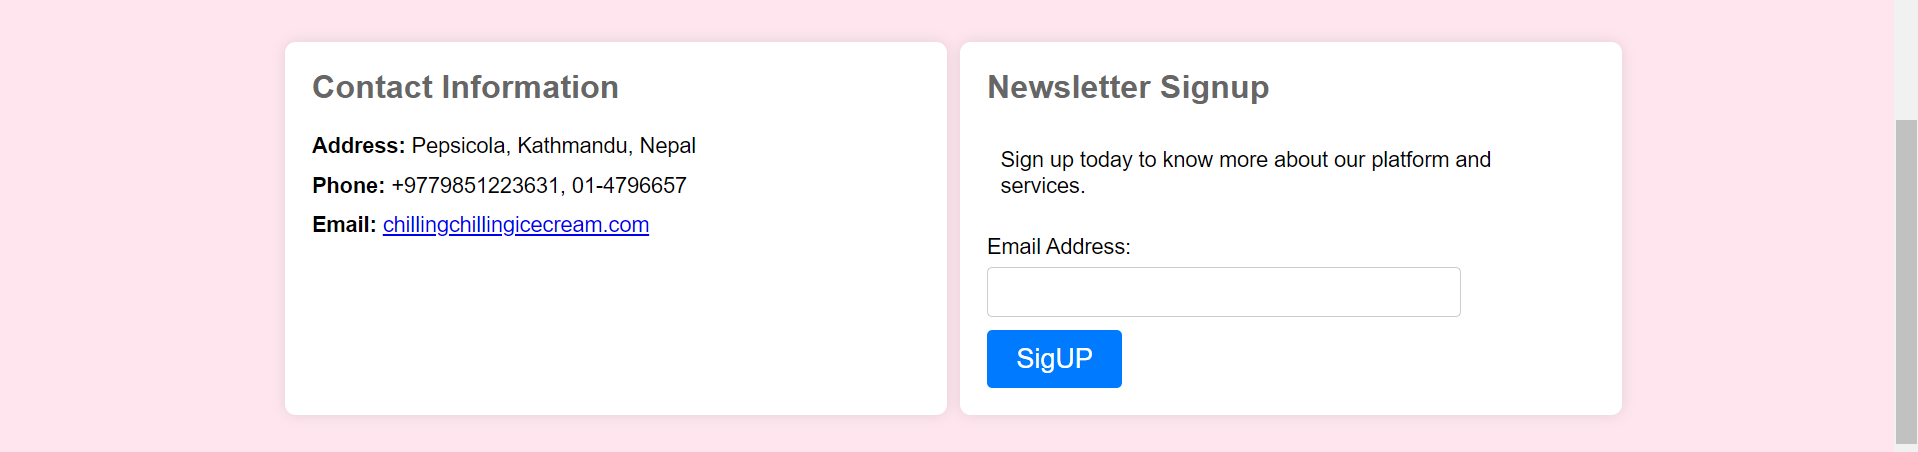 Contact Information
Address: Pepsicola, Kathmandu, Nepal
Phone: +9779851223631, 01-4796657
Email: chillingchillingicecream.com
Newsletter Signup
Sign up today to know more about our platform and
services.
Email Address:
SigUP